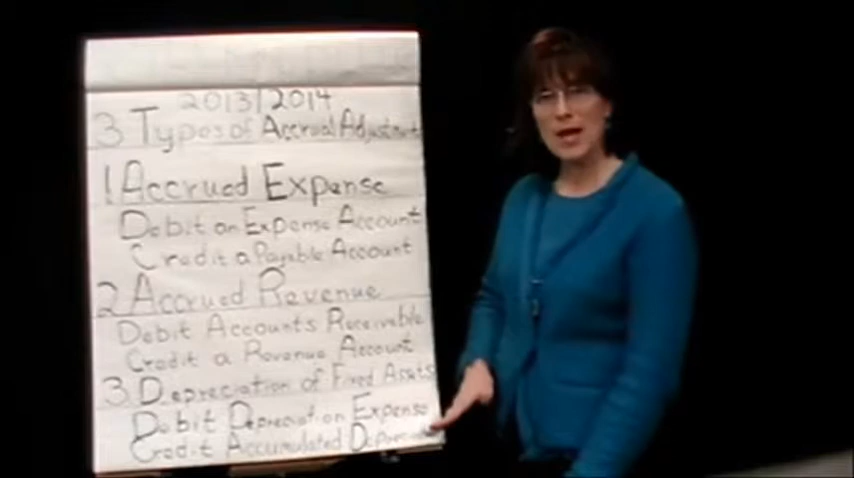 2013/2014
3 Types of Accrual Adjustment
1 Accrued Expense
Debit an Expense Account
Credit a Payable Account
2 Accrued Revenue
Debit Accounts Receivable
Credit a Revenue Account
3 Depreciation of Fixed Assets
Debit Depreciation Expense
Credit Accumulated